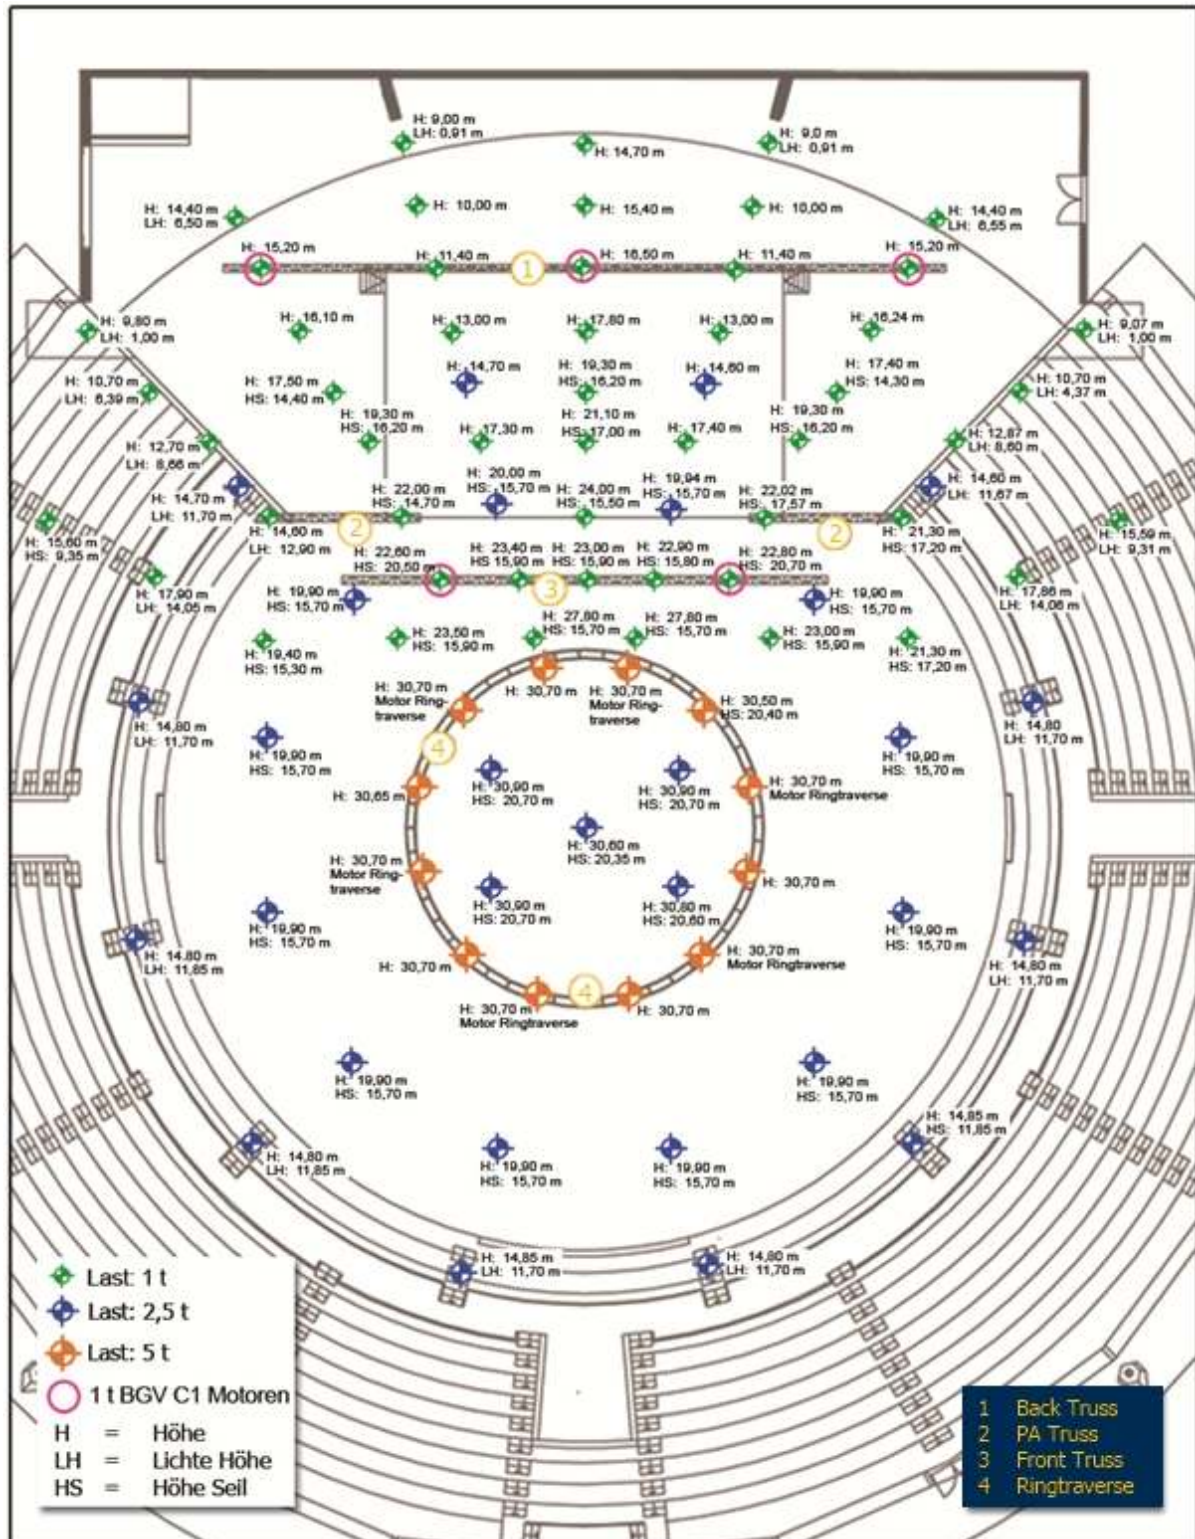 H: 9,00 m
LH: 0,91 m
H: 14,70 m
H: 9,0 m
LH: 0,91 m
H: 14,40 m
LH: 6,50 m
H: 10,00 m
H: 15,40 m
H: 10,00 m
H: 14,40 m
LH: 6,55 m
H: 15,20 m
H: 11,40 m
1
H: 16,50 m
H: 11,40 m
H: 15,20 m
H: 9,80 m
LH: 1,00 m
H: 16,10 m
H: 13,00 m
H: 17,80 m
H: 13,00 m
H: 16,24 m
H: 9,07 m
LH: 1,00 m
H: 10,70 m
LH: 6,39 m
H: 17,50 m
HS: 14,40 m
H: 14,70 m
H: 19,30 m
HS: 16,20 m
H: 14,60 m
H: 17,40 m
HS: 14,30 m
H: 10,70 m
LH: 4,37 m
H: 12,70 m
LH: 8,66 m
H: 19,30 m
HS: 16,20 m
H: 17,30 m
H: 21,10 m
HS: 17,00 m
H: 17,40 m
H: 19,30 m
HS: 16,20 m
H: 12,87 m
LH: 8,60 m
H: 14,70 m
LH: 11,70 m
H: 22,00 m
HS: 14,70 m
H: 20,00 m
HS: 15,70 m
H: 24,00 m
HS: 15,50 m
H: 19,94 m
HS: 15,70 m
H: 22,02 m
HS: 17,57 m
H: 14,60 m
LH: 11,67 m
H: 15,60 m
HS: 9,35 m
H: 14,60 m
LH: 12,90 m
2
2
H: 21,30 m
HS: 17,20 m
H: 15,59 m
LH: 9,31 m
H: 17,90 m
LH: 14,05 m
H: 22,60 m
HS: 20,50 m
H: 23,40 m
HS 15,90 m
3
H: 23,00 m
HS: 15,90 m
H: 22,90 m
HS: 15,80 m
H: 22,80 m
HS: 20,70 m
H: 17,86 m
LH: 14,06 m
H: 19,90 m
HS: 15,70 m
H: 19,90 m
HS: 15,70 m
H: 19,40 m
HS: 15,30 m
H: 23,50 m
HS: 15,90 m
H: 27,80 m
HS: 15,70 m
H: 27,80 m
HS: 15,70 m
H: 23,00 m
HS: 15,90 m
H: 21,30 m
HS: 17,20 m
H: 30,70 m
Motor Ring-
traverse
H: 30,70 m
H: 30,70 m
Motor Ring-
traverse
H: 30,50 m
HS: 20,40 m
H: 14,80 m
LH: 11,70 m
H: 14,80
LH: 11,70 m
H: 19,90 m
HS: 15,70 m
4
H: 19,90 m
HS: 15,70 m
H: 30,65 m
H: 30,90 m
HS: 20,70 m
H: 30,90 m
HS: 20,70 m
H: 30,70 m
Motor Ringtraverse
H: 30,60 m
HS: 20,35 m
H: 30,70 m
Motor Ring-
traverse
H: 30,90 m
HS: 20,70 m
H: 30,80 m
HS: 20,60 m
H: 30,70 m
H: 19,90 m
HS: 15,70 m
H: 19,90 m
HS: 15,70 m
H: 14,80 m
LH: 11,85 m
H: 30,70 m
H: 30,70 m
Motor Ringtraverse
H: 14,80 m
LH: 11,70 m
H: 30,70 m
Motor Ringtraverse
4
H: 30,70 m
H: 19,90 m
HS: 15,70 m
H: 19,90 m
HS: 15,70 m
H: 14,80 m
LH: 11,85 m
H: 19,90 m
HS: 15,70 m
H: 19,90 m
HS: 15,70 m
H: 14,85 m
HS: 11,85 m
H: 14,85 m
LH: 11,70 m
H: 14,80 m
LH: 11,70 m
Last: 1 t
Last: 2,5 t
Last: 5 t
1 t BGV C1 Motoren
H = Höhe
LH = Lichte Höhe
HS = Höhe Seil
1 Back Truss
2 PA Truss
3 Front Truss
4 Ringtraverse